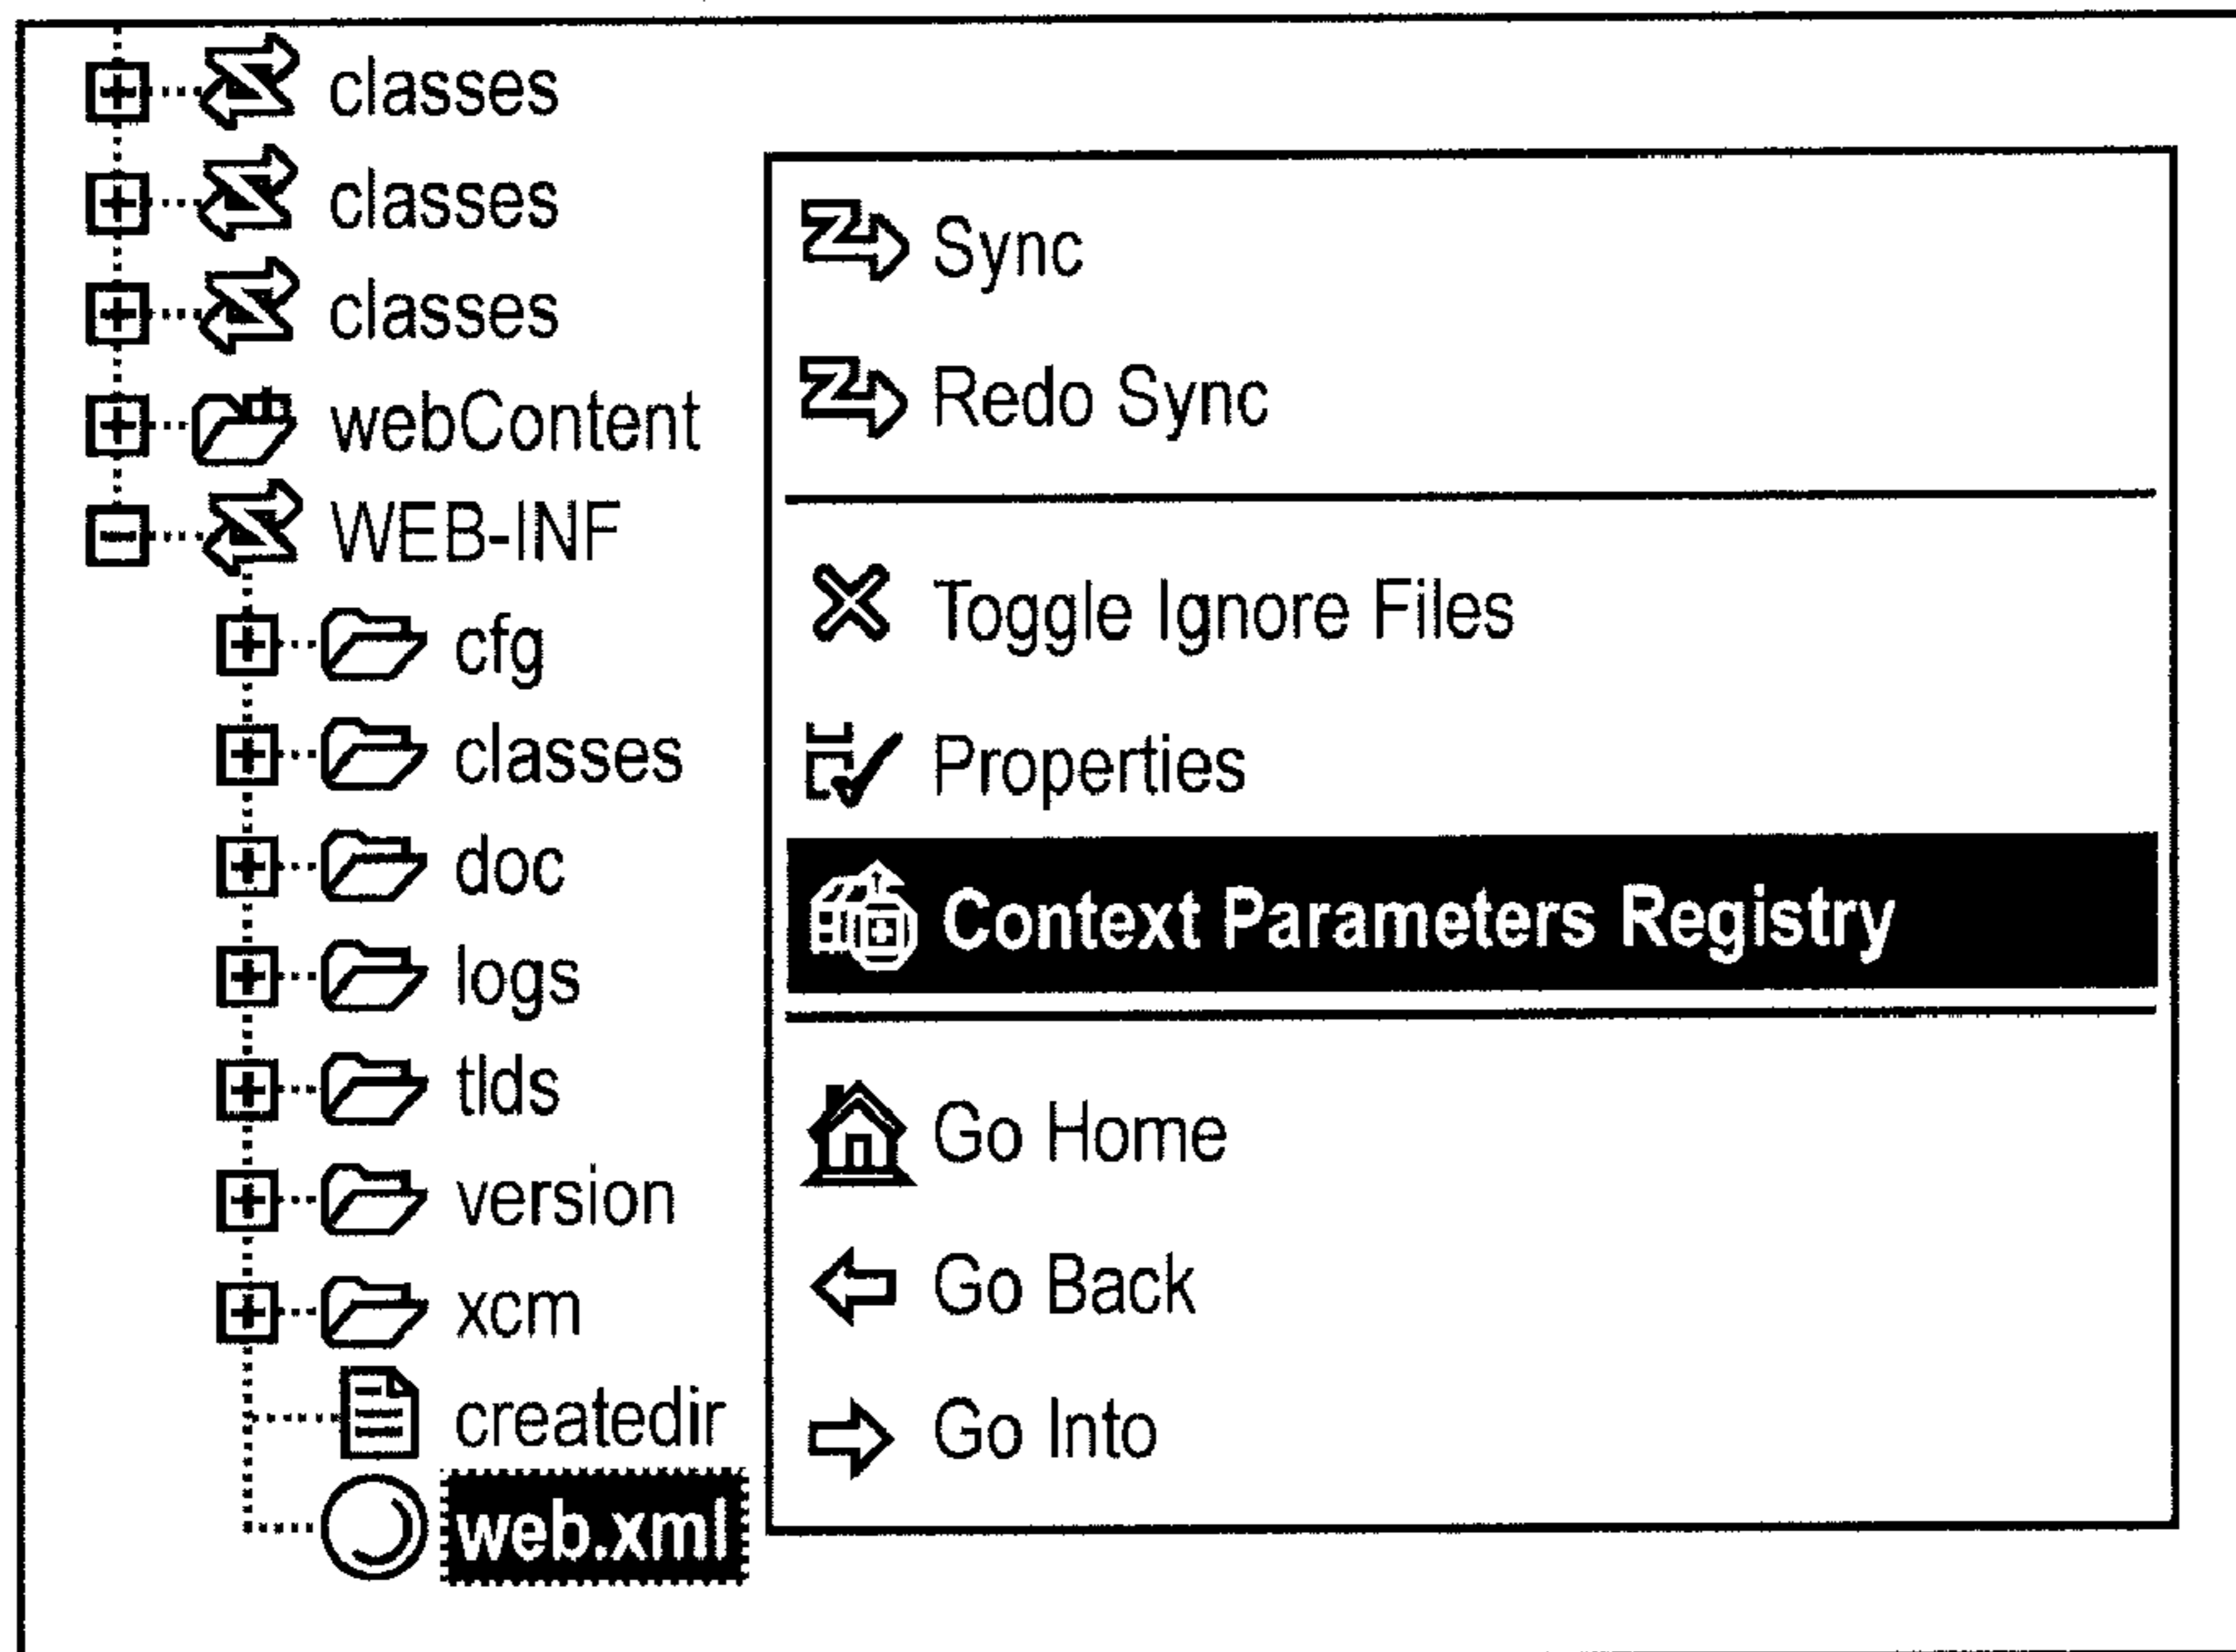 classes
classes
classes
webContent
WEB-INF
cfg
classes
doc
logs
tlds
version
xcm
createdir
web.xml
Sync
Redo Sync
Toggle Ignore Files
Properties
Context Parameters Registry
Go Home
Go Back
Go Into